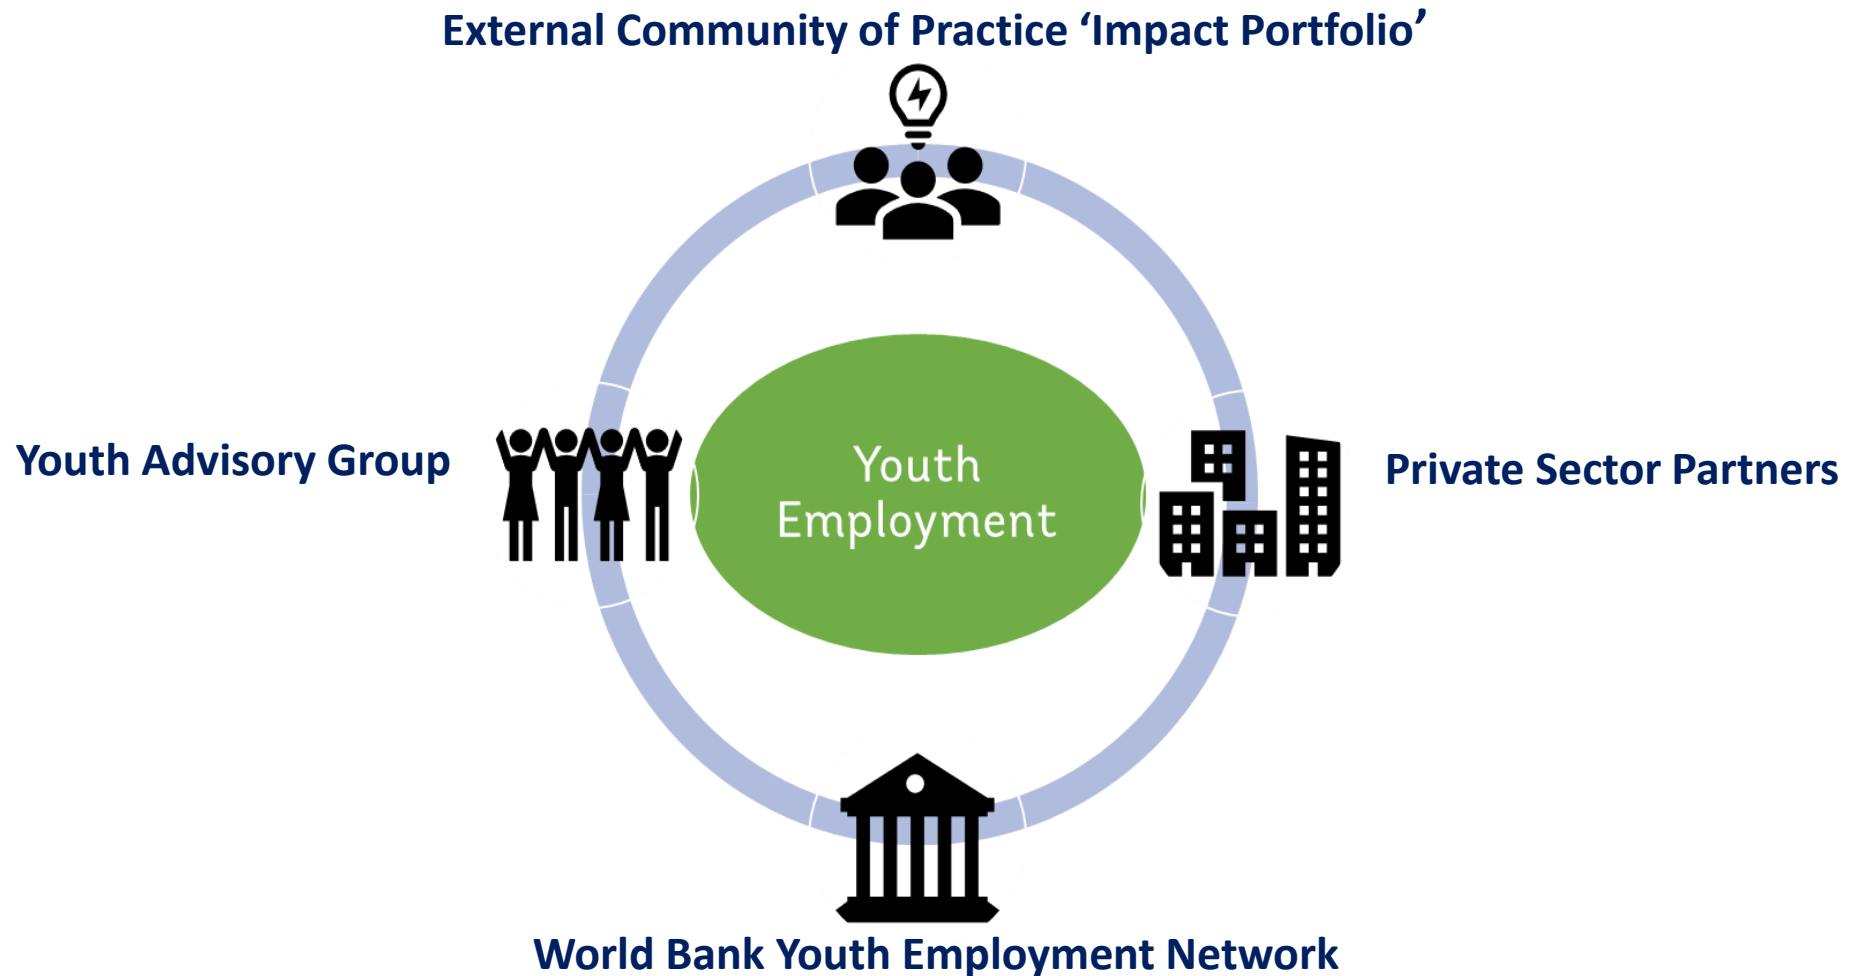 External Community of Practice ‘Impact Portfolio’
Youth Advisory Group
Youth
Employment
Private Sector Partners
World Bank Youth Employment Network